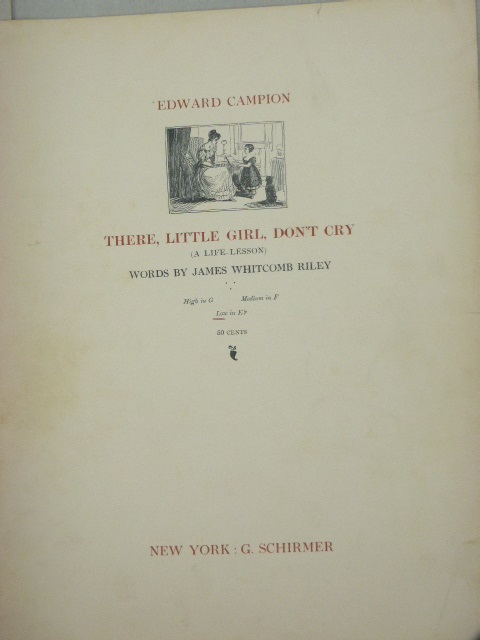 EDWARD CAMPION
THERE, LITTLE GIRL, DON'T CRY
(A LIFE-LESSON)
WORDS BY JAMES WHITCOMB RILEY
High in G Medium in F
Low in E♭
50 CENTS
NEW YORK : G. SCHIRMER